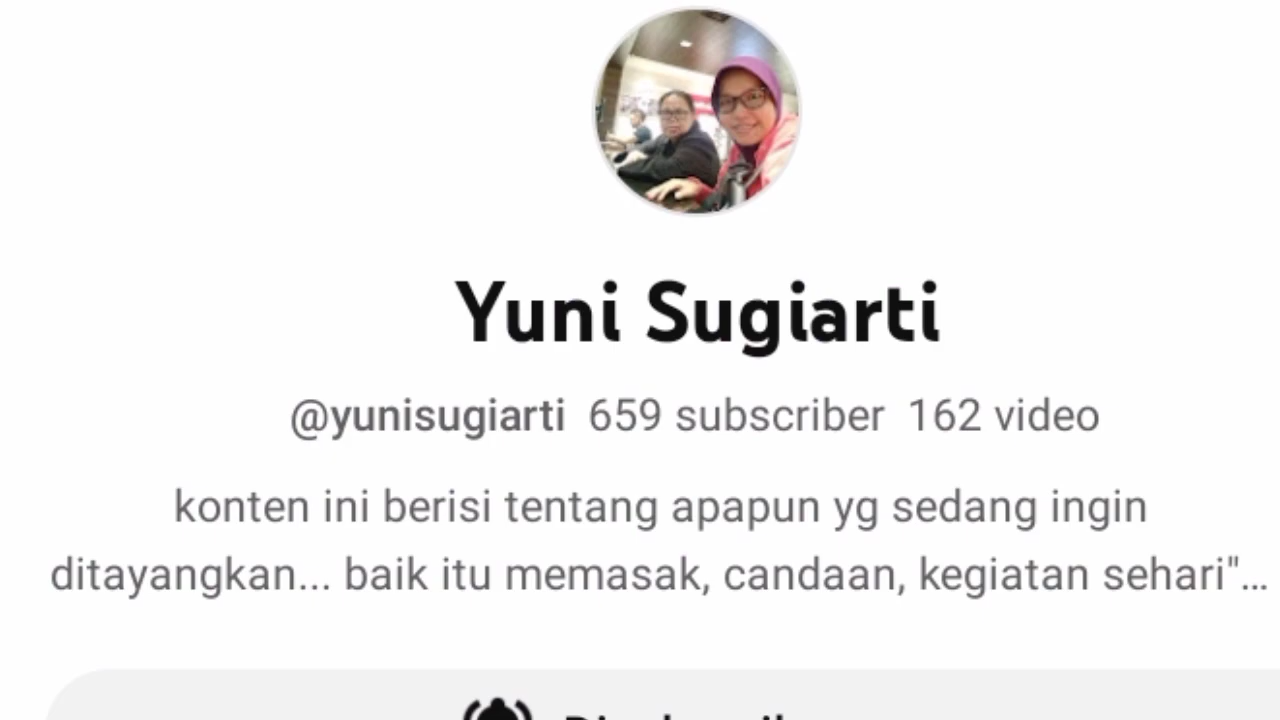 Yuni Sugiarti
@yunisugiarti 659 subscriber 162 video
konten ini berisi tentang apapun yg sedang ingin
ditayangkan... baik itu memasak, candaan, kegiatan sehari"...